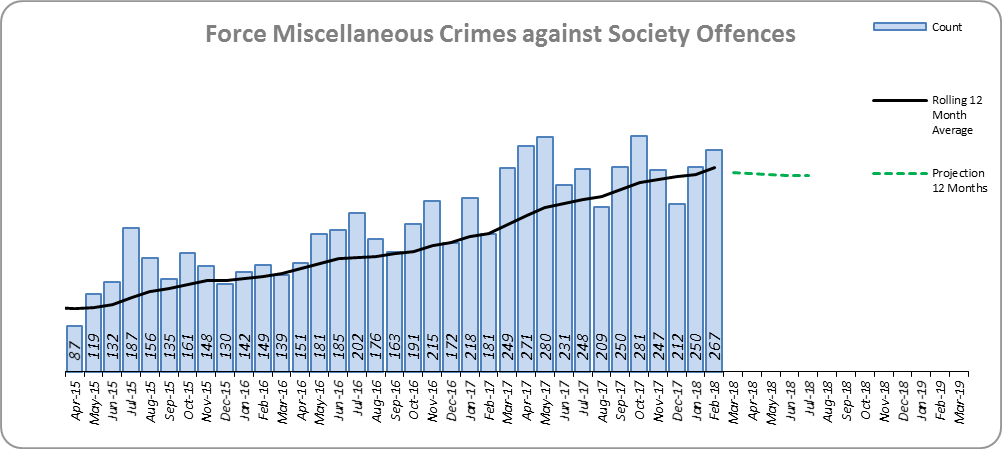 Force Miscellaneous Crimes against Society Offences
Count
Rolling 12
Month
Average
Projection
12 Months
87
119
132
187
156
135
161
148
130
142
149
139
151
181
185
202
176
163
191
215
172
218
181
249
271
280
231
248
209
250
281
247
212
250
267
Apr-15
May-15
Jun-15
Jul-15
Aug-15
Sep-15
Oct-15
Nov-15
Dec-15
Jan-16
Feb-16
Mar-16
Apr-16
May-16
Jun-16
Jul-16
Aug-16
Sep-16
Oct-16
Nov-16
Dec-16
Jan-17
Feb-17
Mar-17
Apr-17
May-17
Jun-17
Jul-17
Aug-17
Sep-17
Oct-17
Nov-17
Dec-17
Jan-18
Feb-18
Mar-18
Apr-18
May-18
Jun-18
Jul-18
Aug-18
Sep-18
Oct-18
Nov-18
Dec-18
Jan-19
Feb-19
Mar-19